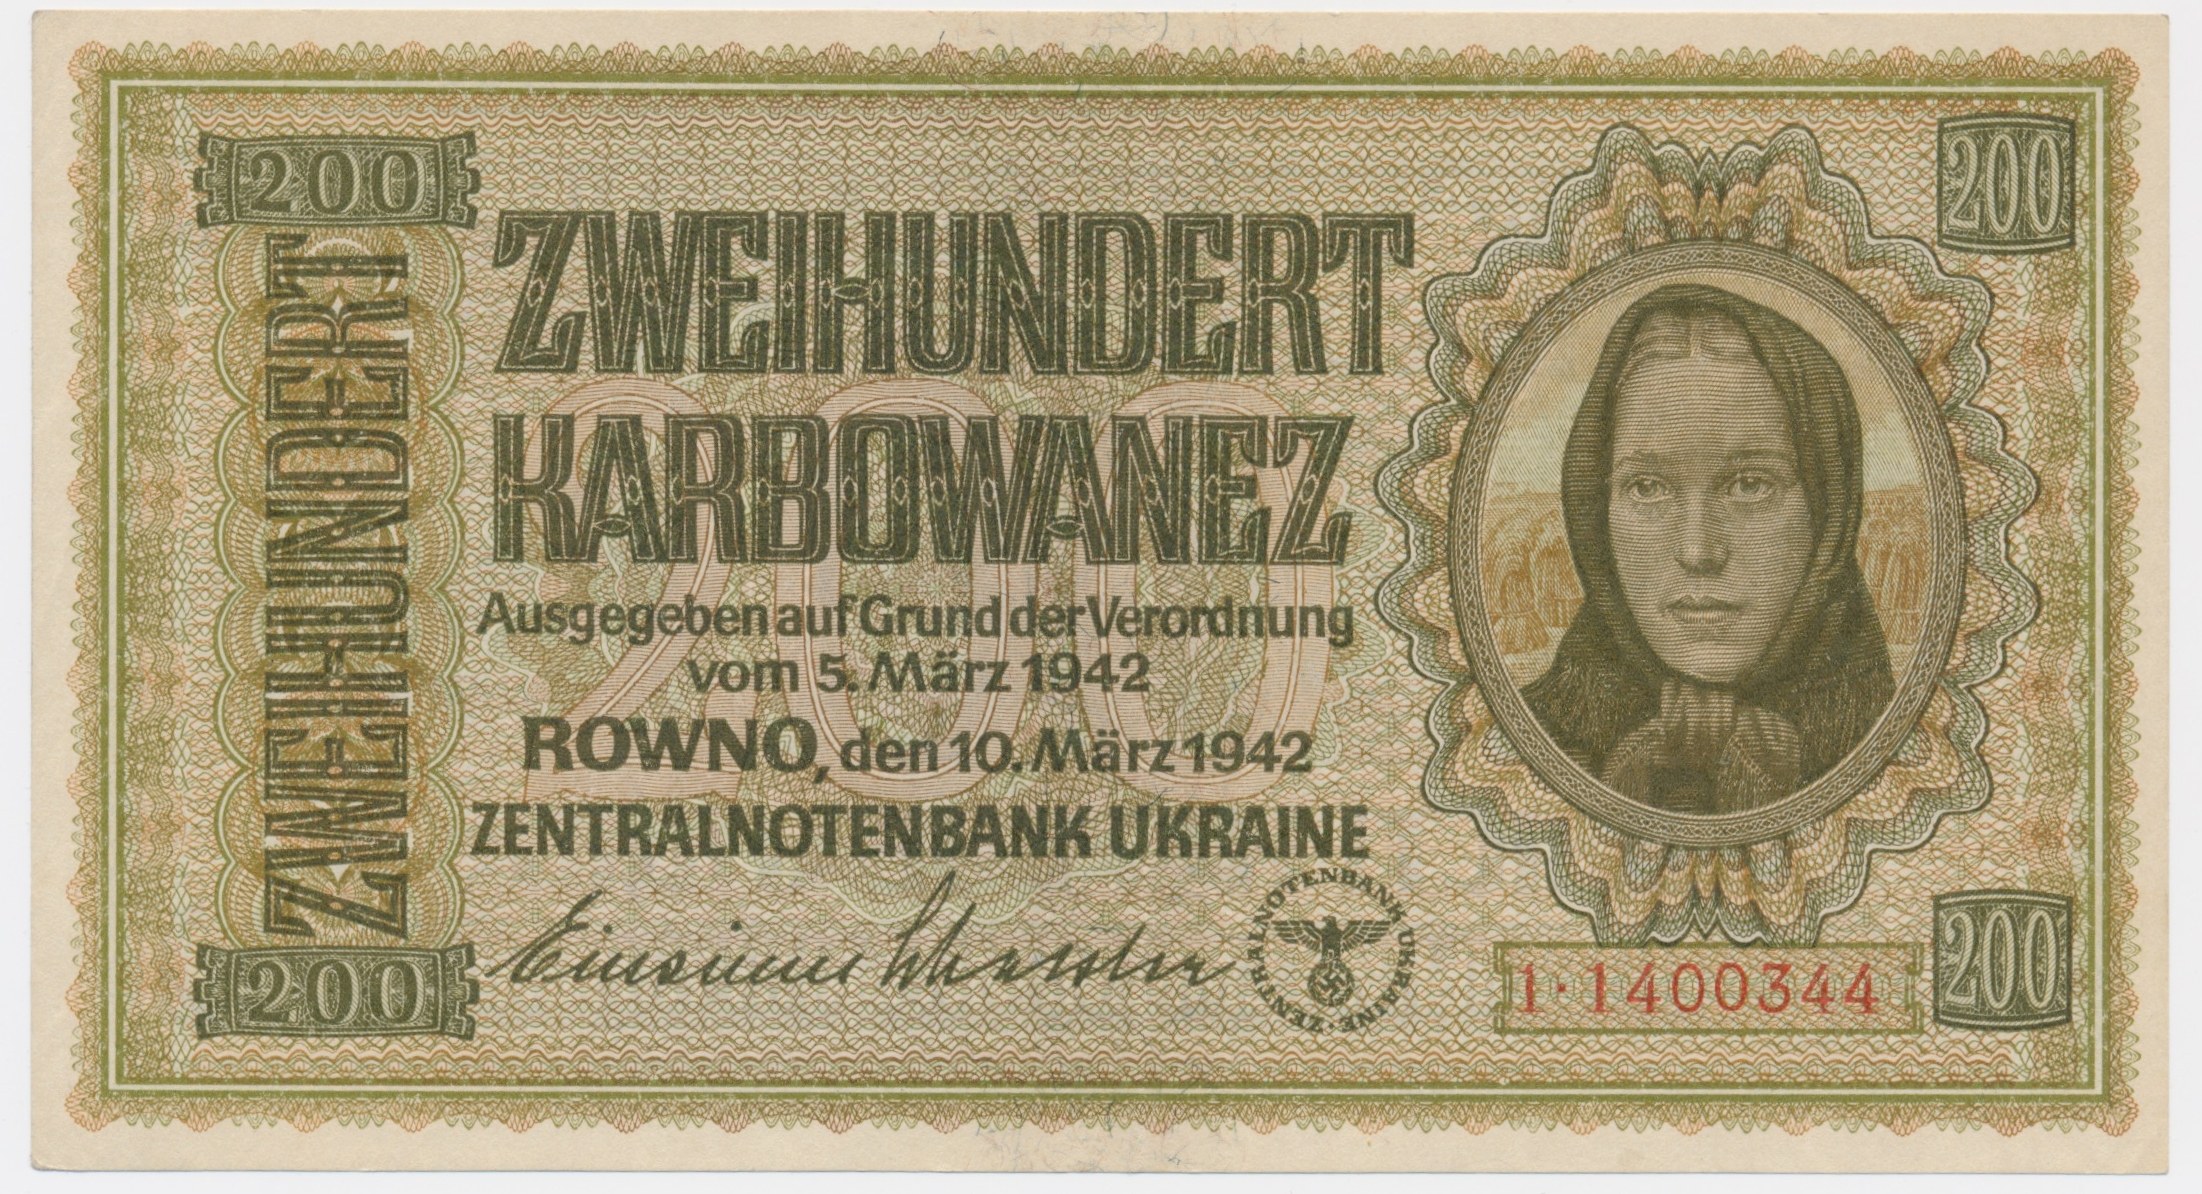 200
200
ZWEIHUNDERT
ZWEIHUNDERT
KARBOWANEZ
200
Ausgegeben auf Grund der Verordnung
vom 5. März 1942
ROWNO, den 10. März 1942
ZENTRALNOTENBANK UKRAINE
ZENTRALNOTENBANK UKRAINE
1·1400344
200
200